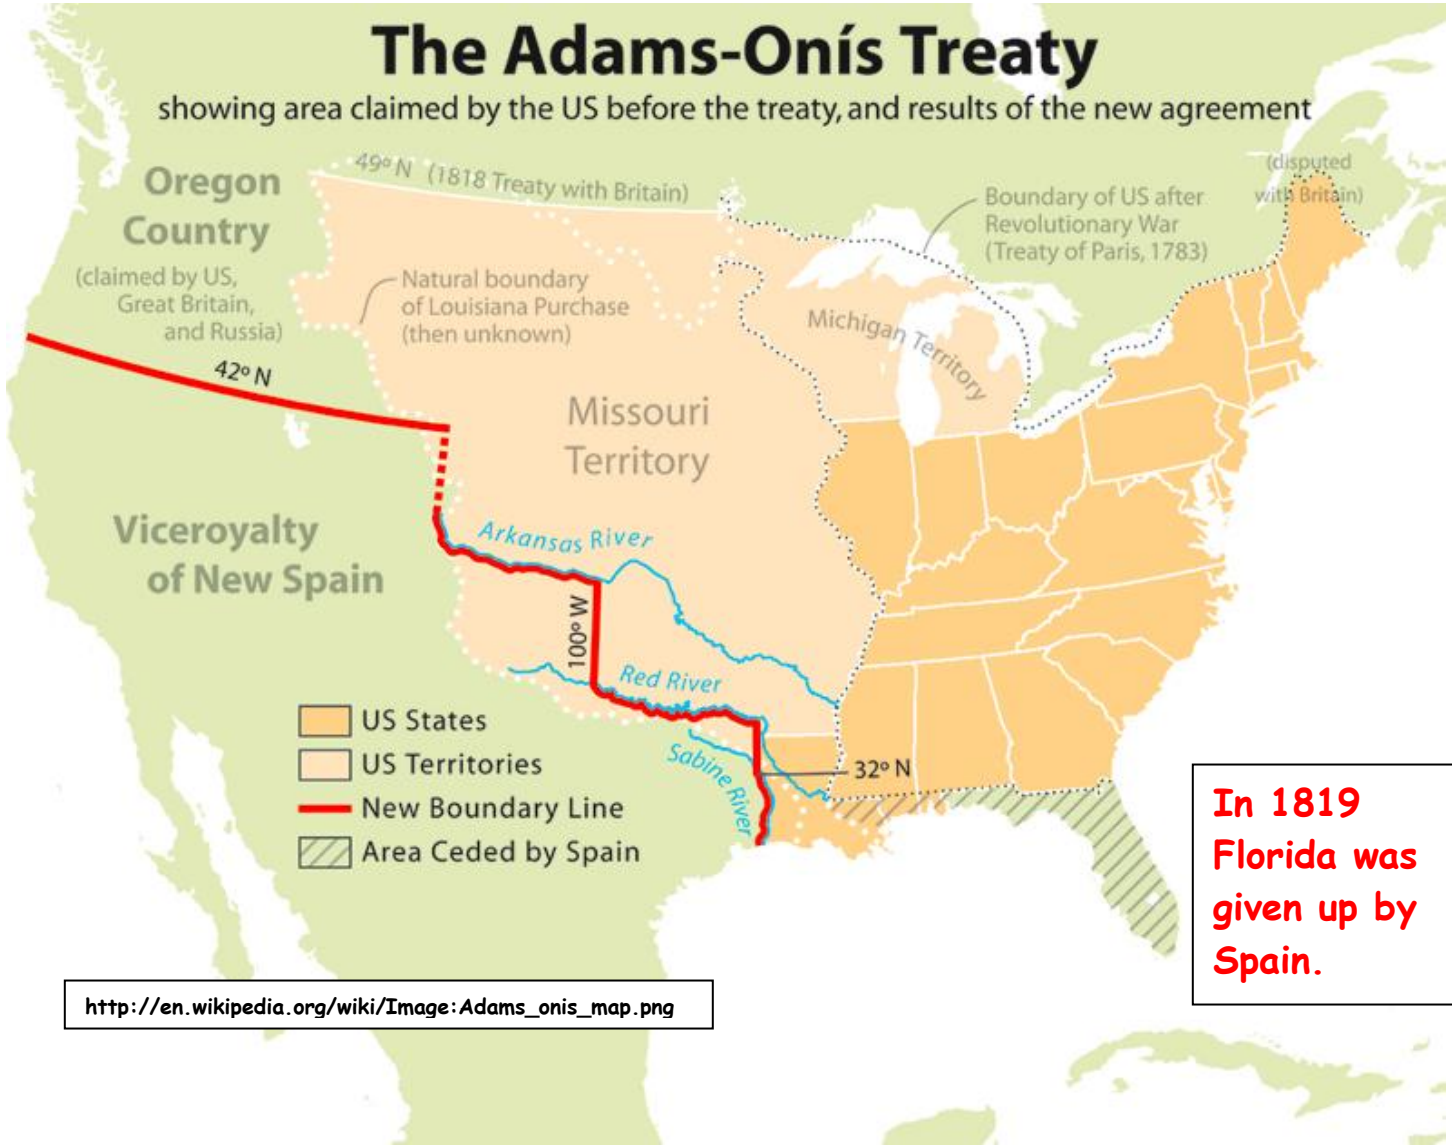 The Adams-Onís Treaty
showing area claimed by the US before the treaty, and results of the new agreement
49º N (1818 Treaty with Britain)
(disputed
with Britain)
Oregon
Country
(claimed by US,
Great Britain,
and Russia)
Boundary of US after
Revolutionary War
(Treaty of Paris, 1783)
Natural boundary
of Louisiana Purchase
(then unknown)
Michigan Territory
42º N
Missouri
Territory
Viceroyalty
of New Spain
Arkansas River
100º W
Red River
Sabine River
32º N
US States
US Territories
New Boundary Line
Area Ceded by Spain
In 1819
Florida was
given up by
Spain.
http://en.wikipedia.org/wiki/Image:Adams_onis_map.png